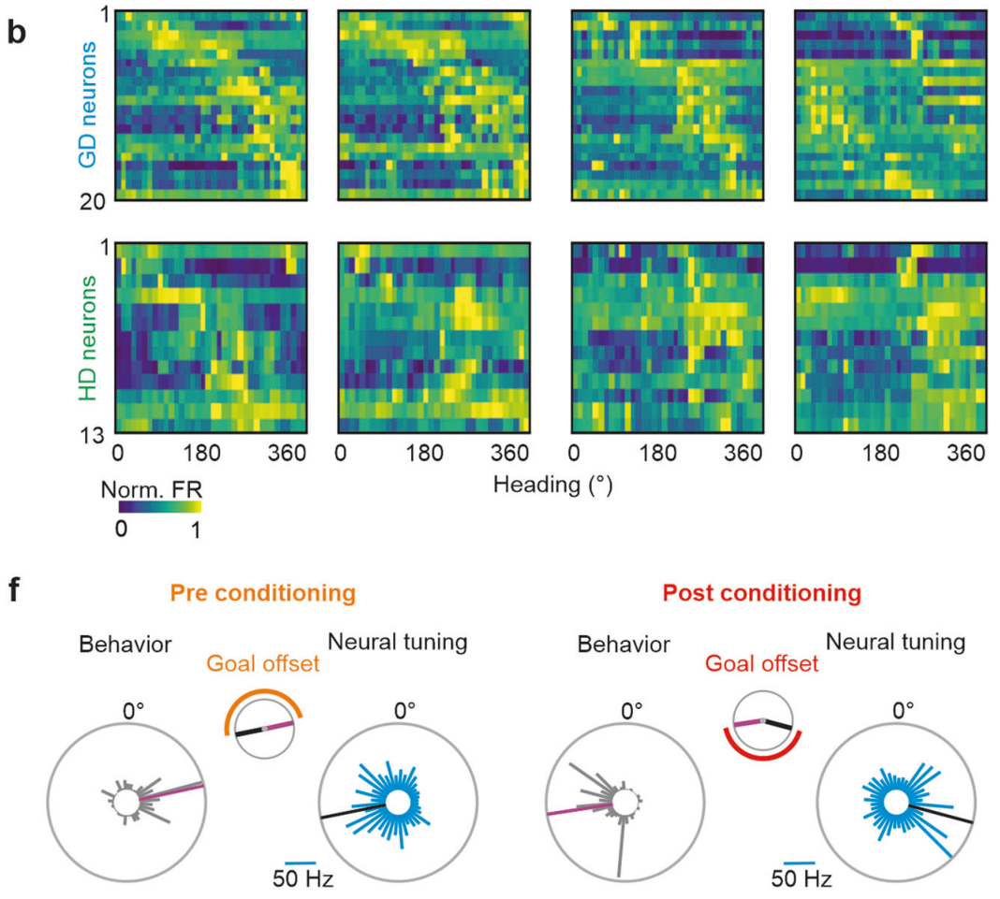 b
GD neurons
1
20
HD neurons
1
13
0 180 360 0 180 360 0 180 360 0 180 360
Heading (°)
Norm. FR
0 1
f
Pre conditioning Post conditioning
Behavior Neural tuning Behavior Neural tuning
Goal offset Goal offset
0° 0° 0° 0°
50 Hz 50 Hz